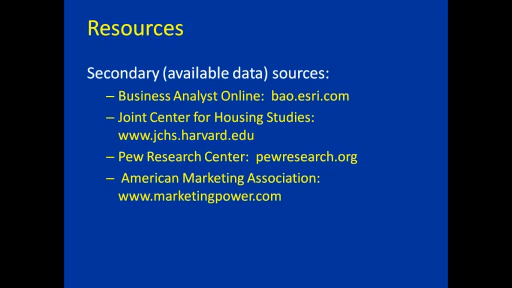 Resources
Secondary (available data) sources:
– Business Analyst Online:  bao.esri.com
– Joint Center for Housing Studies:
www.jchs.harvard.edu
– Pew Research Center:  pewresearch.org
–  American Marketing Association:
www.marketingpower.com